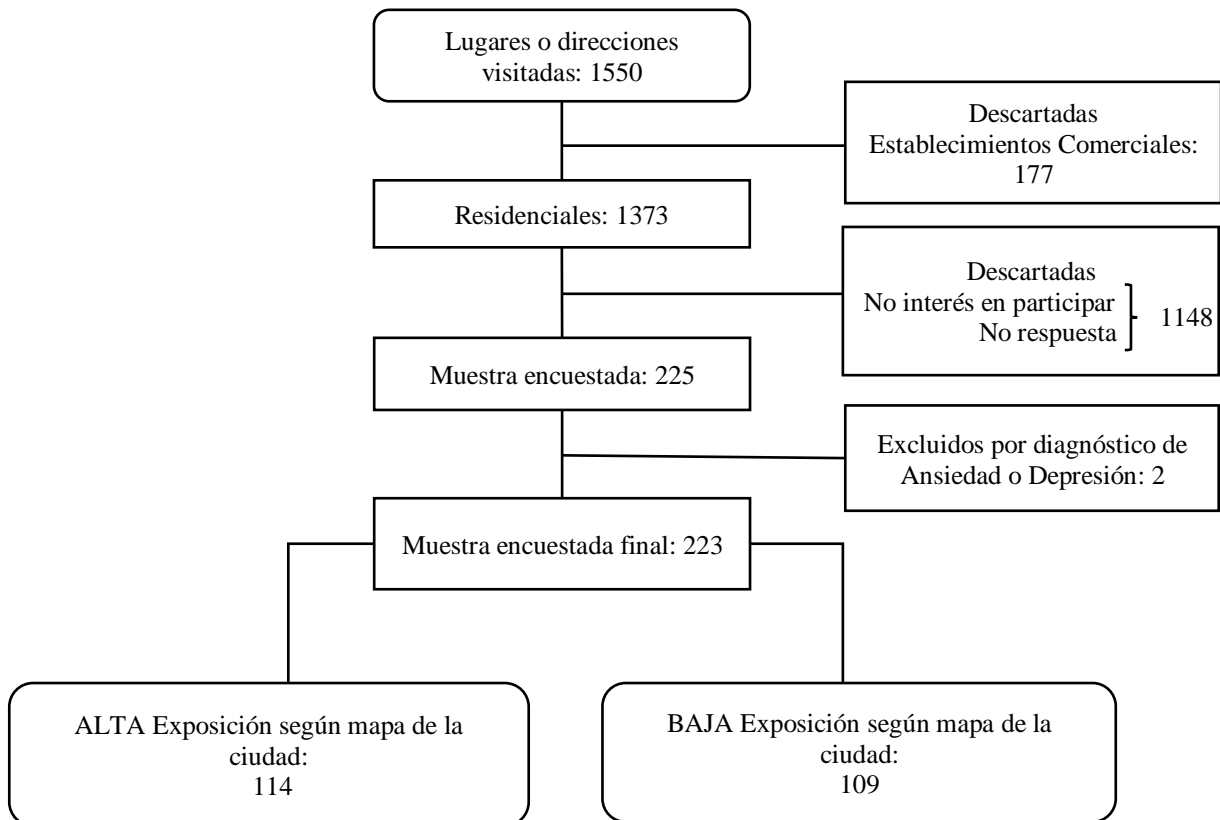 Lugares o direcciones
visitadas: 1550
Descartadas
Establecimientos Comerciales:
177
Residenciales: 1373
Descartadas
No interés en participar
No respuesta
1148
Muestra encuestada: 225
Excluidos por diagnóstico de
Ansiedad o Depresión: 2
Muestra encuestada final: 223
ALTA Exposición según mapa de la
ciudad:
114
BAJA Exposición según mapa de la
ciudad:
109